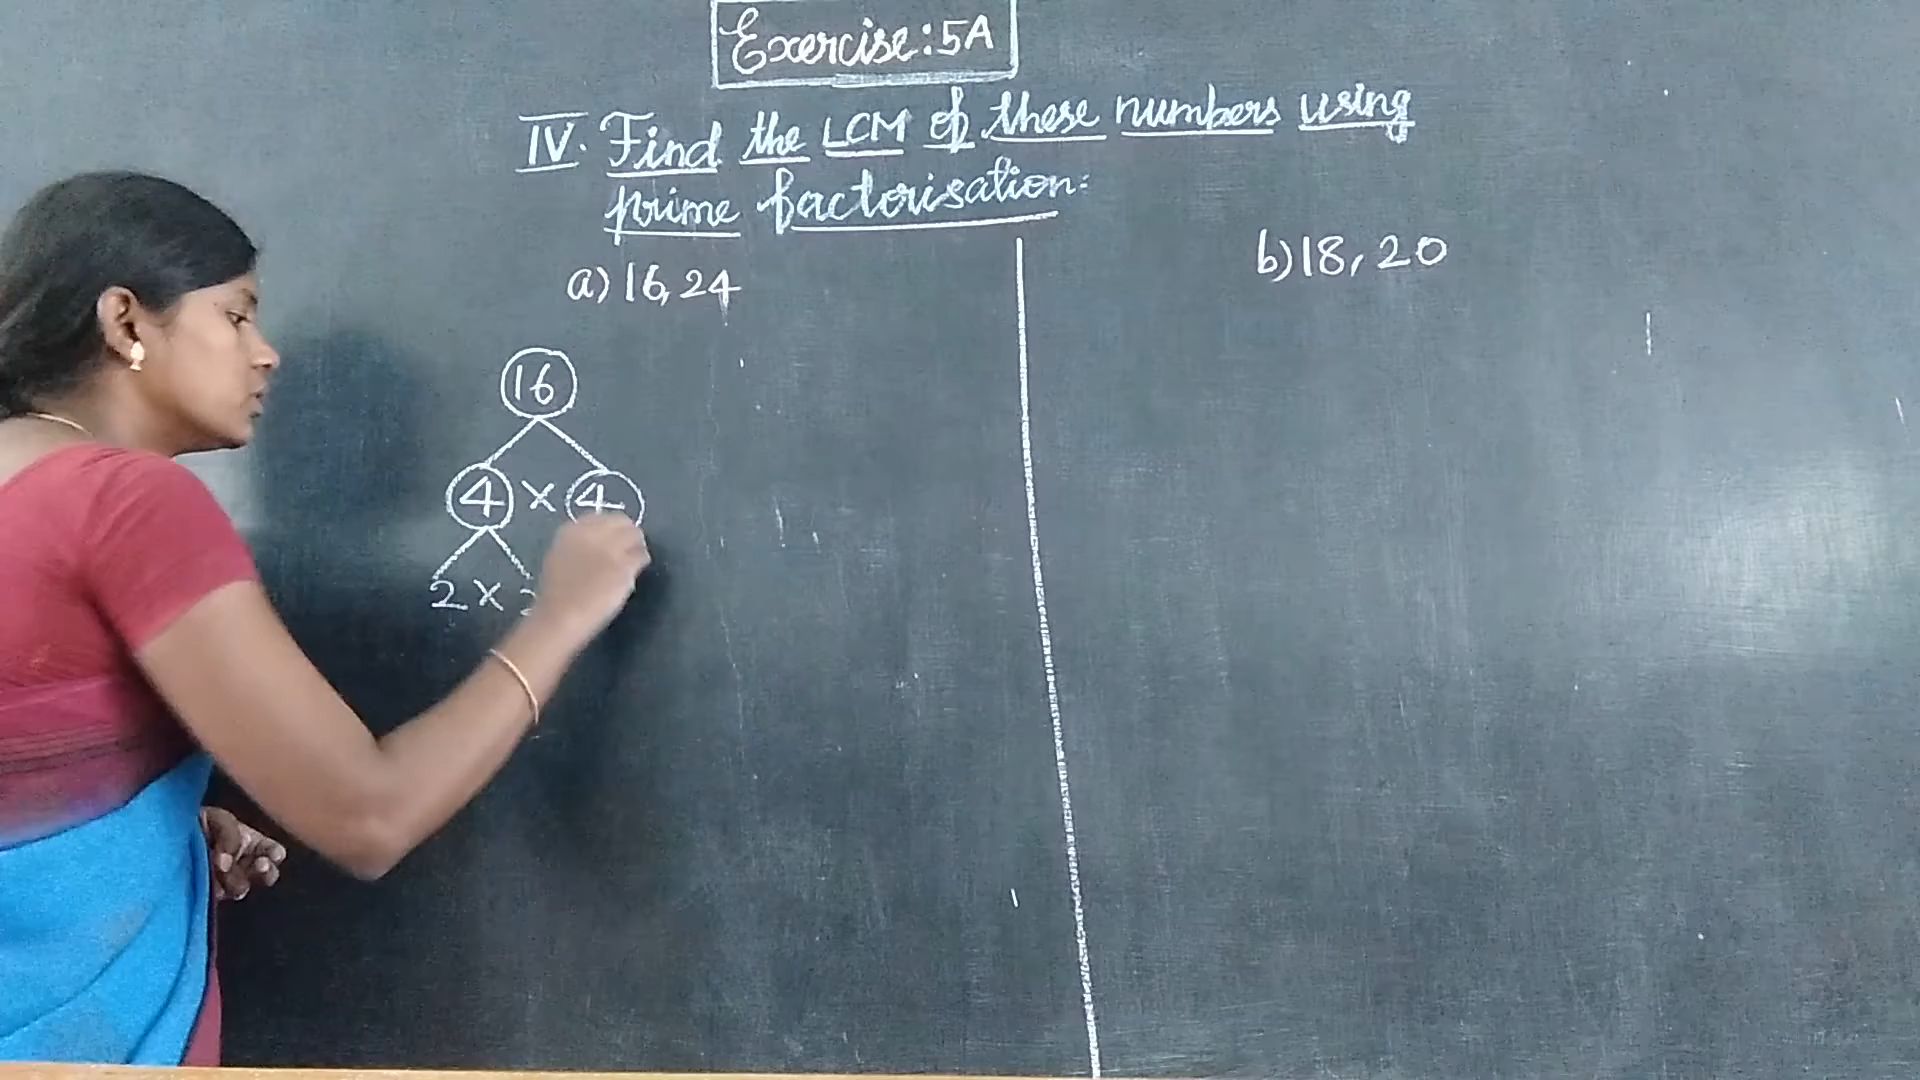 Exercise: 5A
IV. Find the LCM of these numbers using
prime factorisation:
a) 16, 24
b) 18, 20
16
4 × 4
2 × 2